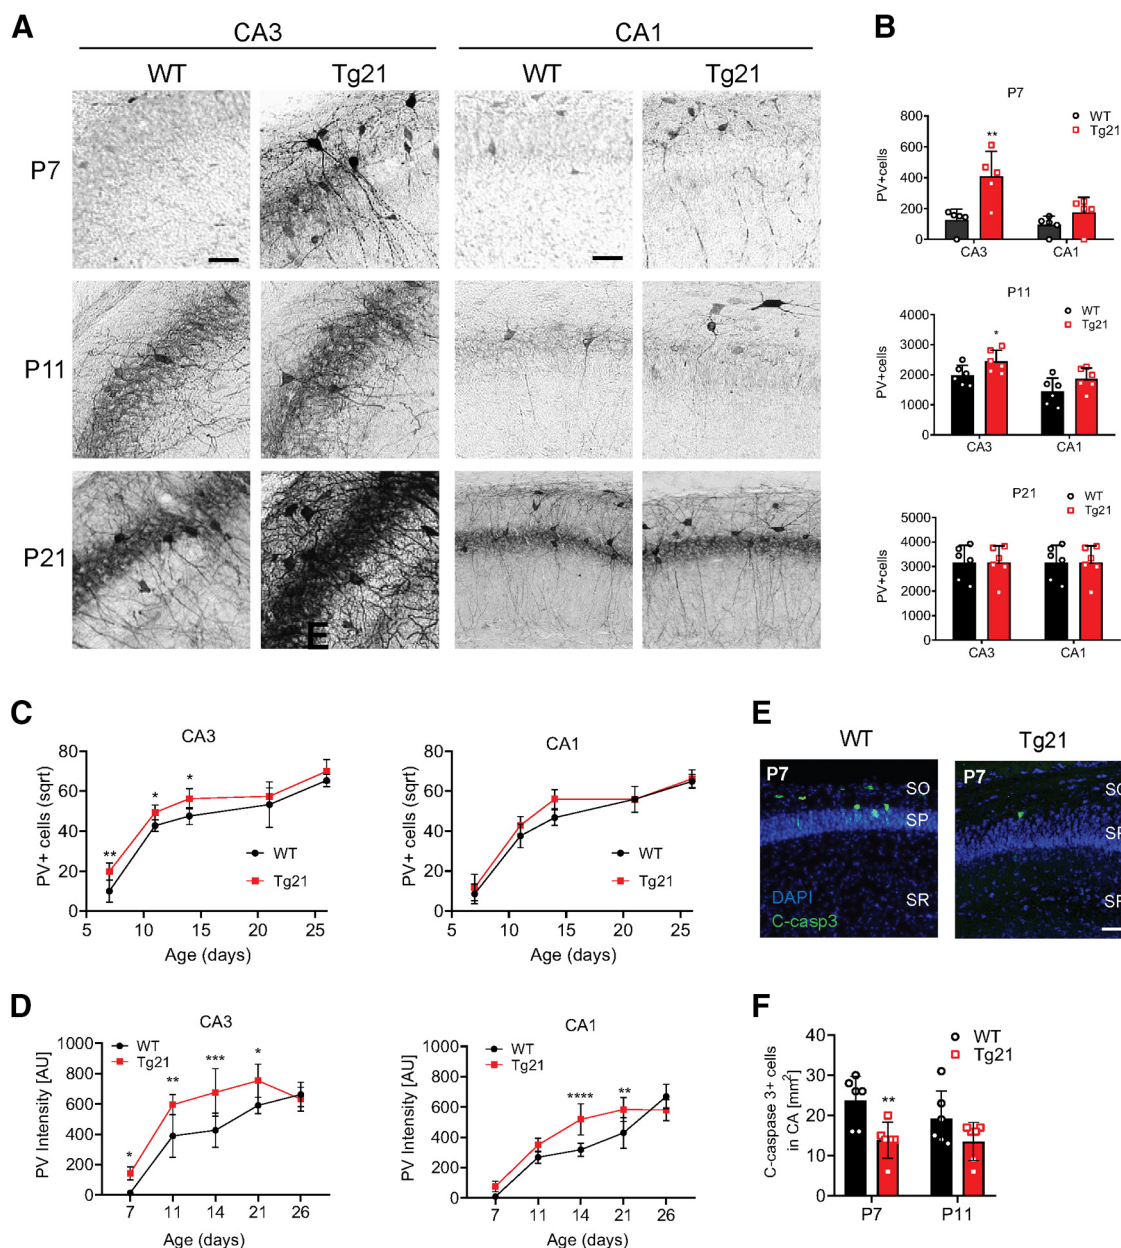 A
CA3
CA1
WT
Tg21
WT
Tg21
P7
P11
P21
E
B
P7
WT
Tg21
**
PV+cells
800
600
400
200
0
CA3
CA1
P11
WT
Tg21
*
PV+cells
4000
3000
2000
1000
0
CA3
CA1
P21
WT
Tg21
PV+cells
5000
4000
3000
2000
1000
0
CA3
CA1
C
CA3
PV+ cells (sqrt)
80
60
40
20
0
**
*
*
WT
Tg21
5
10
15
20
25
Age (days)
CA1
PV+ cells (sqrt)
80
60
40
20
0
WT
Tg21
5
10
15
20
25
Age (days)
D
CA3
PV Intensity [AU]
1000
800
600
400
200
0
WT
Tg21
*
**
***
*
7
11
14
21
26
Age (days)
CA1
PV Intensity [AU]
1000
800
600
400
200
0
WT
Tg21
****
**
7
11
14
21
26
Age (days)
E
WT
Tg21
P7
SO
SP
SR
DAPI
C-casp3
P7
F
C-caspase 3+ cells
in CA [mm²]
40
30
20
10
0
WT
Tg21
**
P7
P11